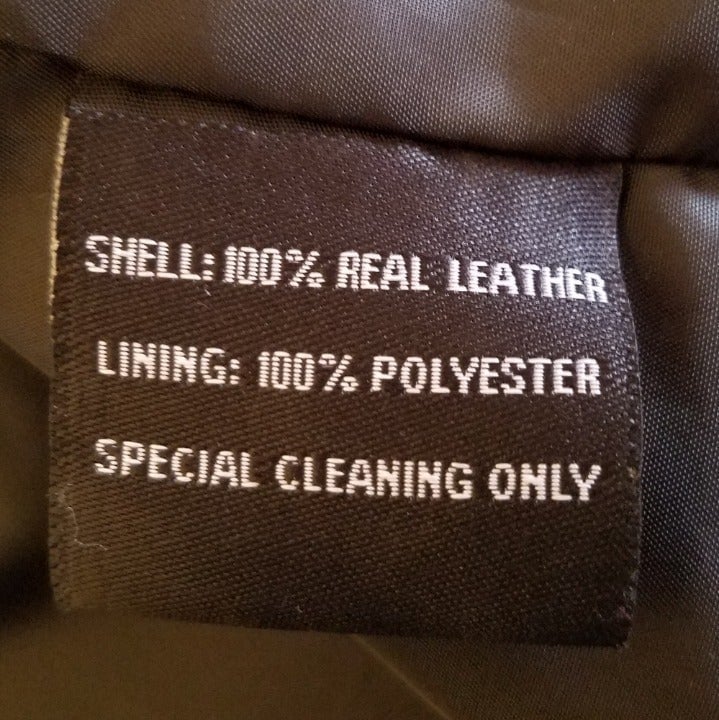 SHELL: 100% REAL LEATHER
LINING: 100% POLYESTER
SPECIAL CLEANING ONLY